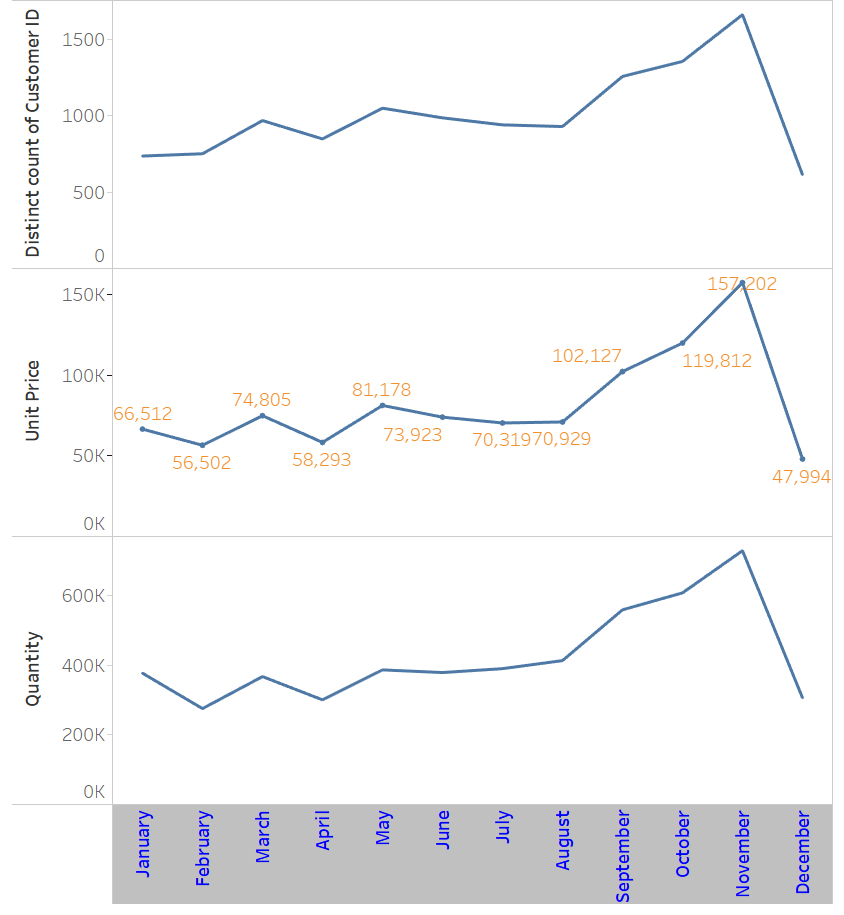 Distinct count of Customer ID
1500
1000
500
0
Unit Price
150K
100K
50K
0K
66,512
56,502
74,805
58,293
81,178
73,923
70,319
70,929
102,127
119,812
157,202
47,994
Quantity
600K
400K
200K
0K
January
February
March
April
May
June
July
August
September
October
November
December